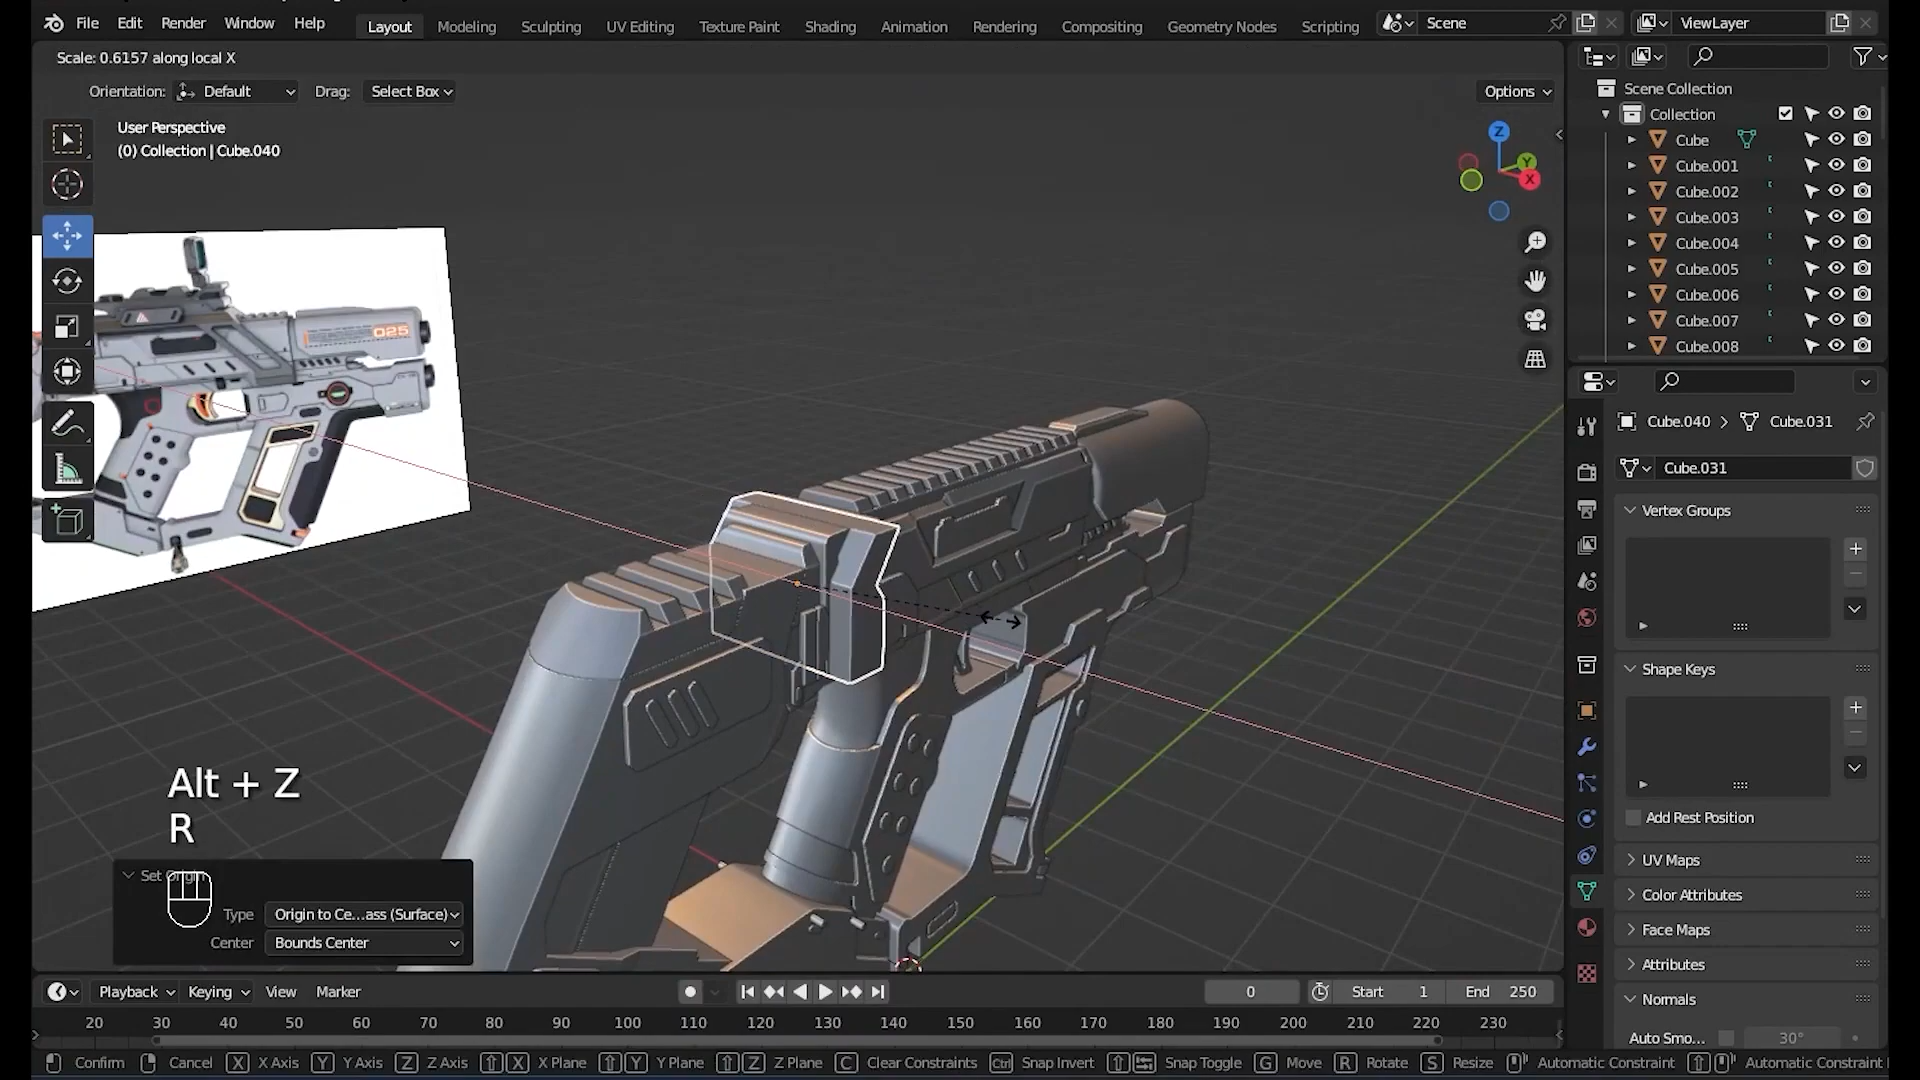 File Edit Render Window Help Layout Modeling Sculpting UV Editing Texture Paint Shading Animation Rendering Compositing Geometry Nodes Scripting Scene ViewLayer
Scale: 0.6157 along local X
Orientation: Default Drag: Select Box Options
User Perspective
(0) Collection | Cube.040
Z
Y
X
025
Alt + Z
R
Set Origin
Type Origin to Ce...ass (Surface)
Center Bounds Center
Scene Collection
Collection
Cube
Cube.001
Cube.002
Cube.003
Cube.004
Cube.005
Cube.006
Cube.007
Cube.008
Cube.040 > Cube.031
Cube.031
Vertex Groups
Shape Keys
Add Rest Position
UV Maps
Color Attributes
Face Maps
Attributes
Normals
Auto Smo... 30°
Playback Keying View Marker 0 Start 1 End 250
20 30 40 50 60 70 80 90 100 110 120 130 140 150 160 170 180 190 200 210 220 230
Confirm Cancel X X Axis Y Y Axis Z Z Axis X X Plane Y Y Plane Z Z Plane C Clear Constraints Ctrl Snap Invert Snap Toggle G Move R Rotate S Resize Automatic Constraint Automatic Constraint